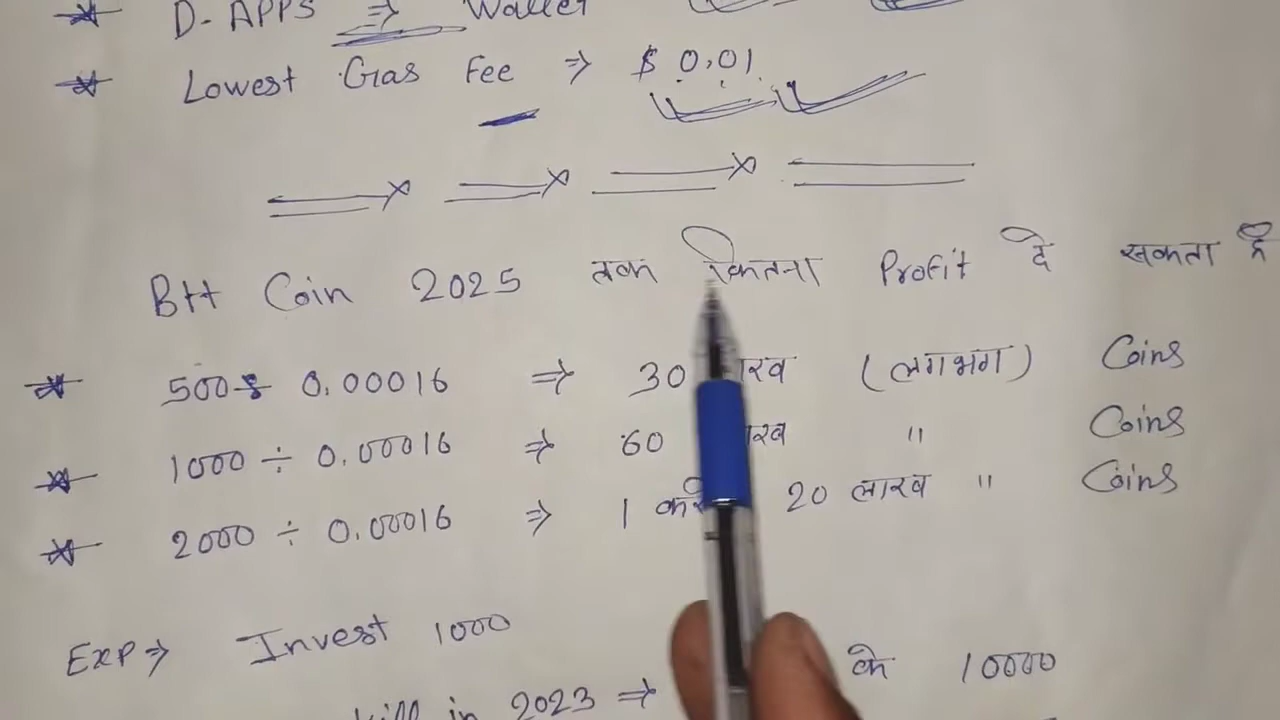 D-APPS ⇒ Wallet
Lowest Gas Fee ⇒ $ 0.01
Btt Coin 2025 तक कितना Profit दे सकता है
500 ÷ 0.00016 ⇒ 30 लाख (लगभग) Coins
1000 ÷ 0.00016 ⇒ 60 लाख " Coins
2000 ÷ 0.00016 ⇒ 1 करोड़ 20 लाख " Coins
Exp ⇒ Invest 1000
in 2023 ⇒ के 10000